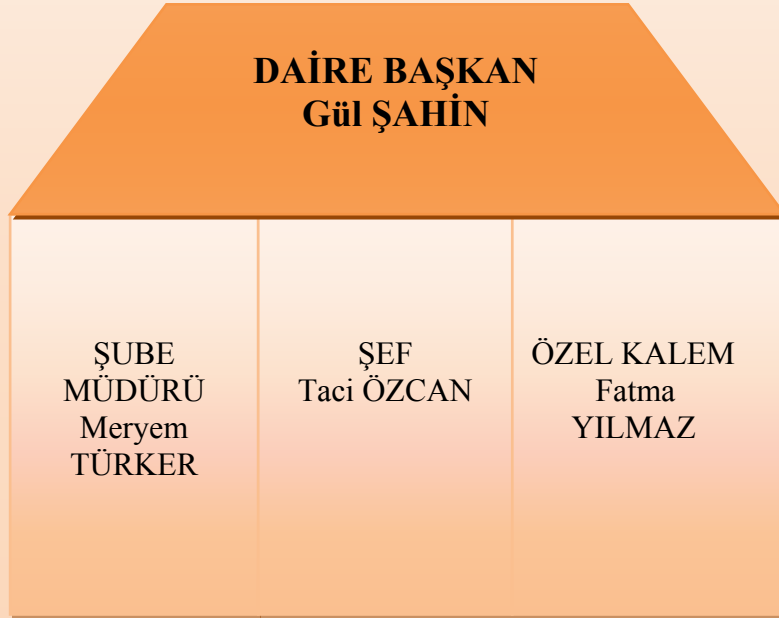 DAİRE BAŞKAN
Gül ŞAHİN
ŞUBE
MÜDÜRÜ
Meryem
TÜRKER
ŞEF
Taci ÖZCAN
ÖZEL KALEM
Fatma
YILMAZ